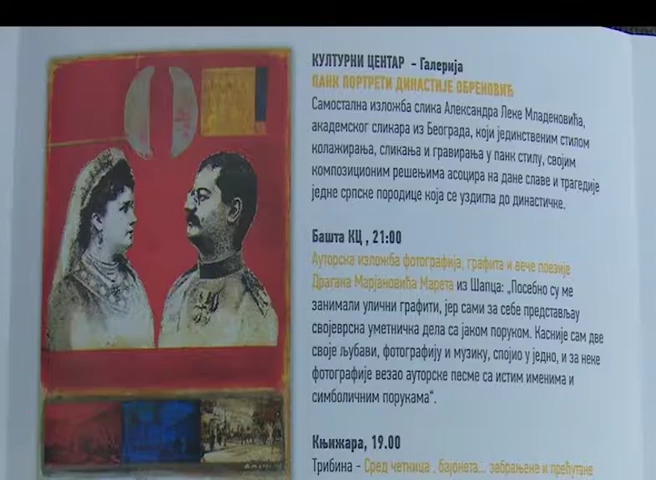 КУЛТУРНИ ЦЕНТАР - Галерија
ПАНК ПОРТРЕТИ ДИНАСТИЈЕ ОБРЕНОВИЋ
Самостална изложба слика Александра Леке Младеновића,
академског сликара из Београда, који јединственим стилом
колажирања, сликања и гравирања у панк стилу, својим
композиционим решењима асоцира на дане славе и трагедије
једне српске породице која се уздигла до династичке.
Башта КЦ , 21:00
Ауторска изложба фотографија, графита и вече поезије
Драгана Марјановића Марета из Шапца: „Посебно су ме
занимали улични графити, јер сами за себе представљау
својеврсна уметничка дела са јаком поруком. Касније сам две
своје љубави, фотографију и музику, спојио у једно, и за неке
фотографије везао ауторске песме са истим именима и
симболичним порукама“.
Књижара, 19.00
Трибина - Сред четница , бајонета... забрањене и прећутане